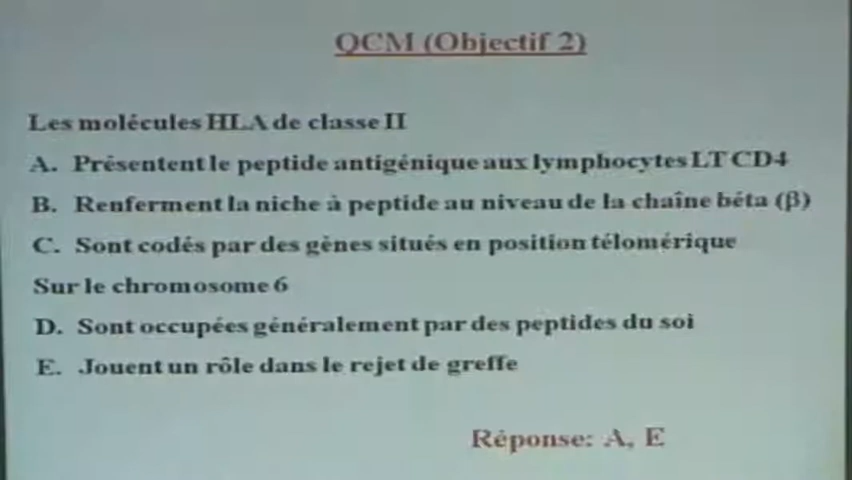 QCM (Objectif 2)
Les molécules HLA de classe II
A. Présentent le peptide antigénique aux lymphocytes LT CD4
B. Renferment la niche à peptide au niveau de la chaîne béta (β)
C. Sont codés par des gènes situés en position télomérique
Sur le chromosome 6
D. Sont occupées généralement par des peptides du soi
E. Jouent un rôle dans le rejet de greffe
Réponse: A, E